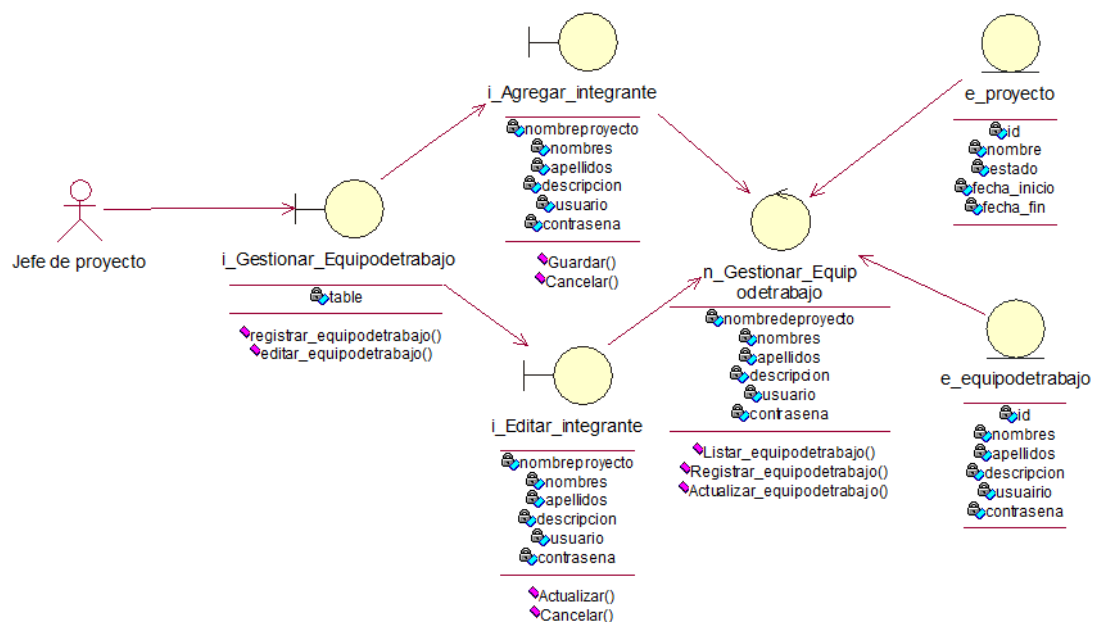 Jefe de proyecto
i_Gestionar_Equipodetrabajo
table
registrar_equipodetrabajo()
editar_equipodetrabajo()
i_Agregar_integrante
nombreproyecto
nombres
apellidos
descripcion
usuario
contrasena
Guardar()
Cancelar()
i_Editar_integrante
nombreproyecto
nombres
apellidos
descripcion
usuario
contrasena
Actualizar()
Cancelar()
n_Gestionar_Equip
odetrabajo
nombredeproyecto
nombres
apellidos
descripcion
usuario
contrasena
Listar_equipodetrabajo()
Registrar_equipodetrabajo()
Actualizar_equipodetrabajo()
e_proyecto
id
nombre
estado
fecha_inicio
fecha_fin
e_equipodetrabajo
id
nombres
apellidos
descripcion
usuairio
contrasena